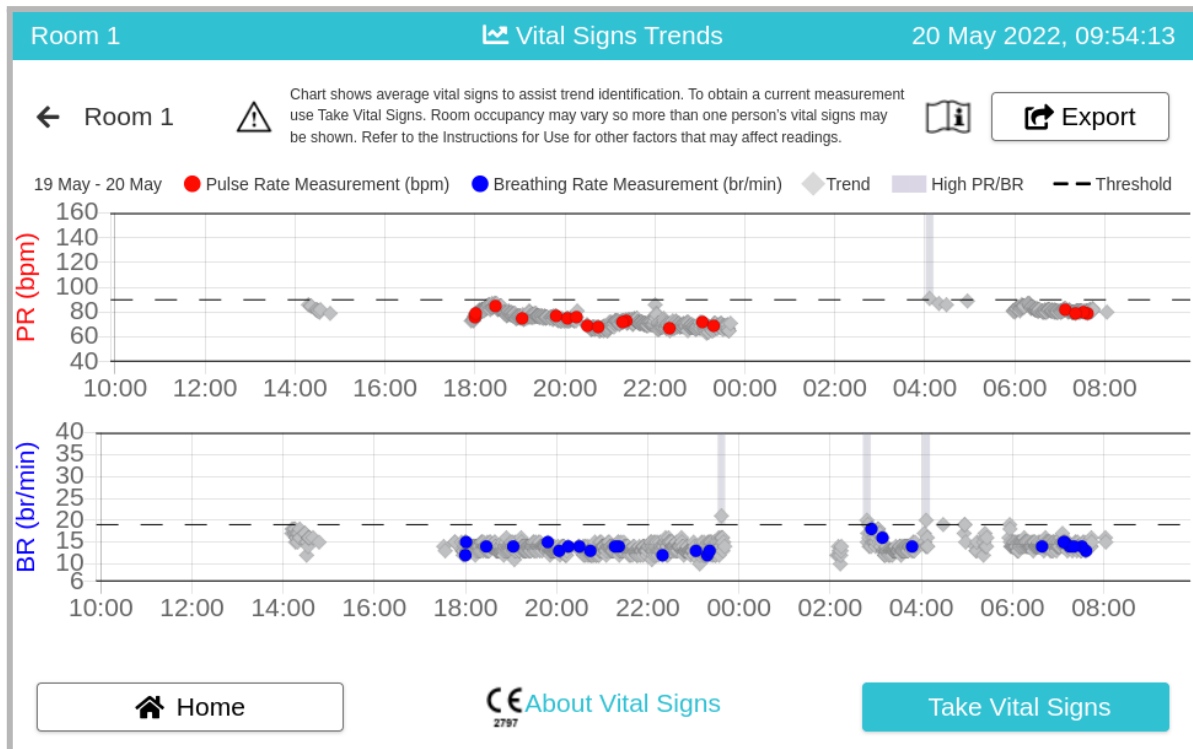 Room 1
Vital Signs Trends
20 May 2022, 09:54:13
Room 1
Chart shows average vital signs to assist trend identification. To obtain a current measurement
use Take Vital Signs. Room occupancy may vary so more than one person's vital signs may
be shown. Refer to the Instructions for Use for other factors that may affect readings.
Export
19 May - 20 May Pulse Rate Measurement (bpm) Breathing Rate Measurement (br/min) Trend High PR/BR Threshold
PR (bpm)
160
140
120
100
80
60
40
10:00 12:00 14:00 16:00 18:00 20:00 22:00 00:00 02:00 04:00 06:00 08:00
BR (br/min)
40
35
30
25
20
15
10
6
10:00 12:00 14:00 16:00 18:00 20:00 22:00 00:00 02:00 04:00 06:00 08:00
Home
CE
2797
About Vital Signs
Take Vital Signs